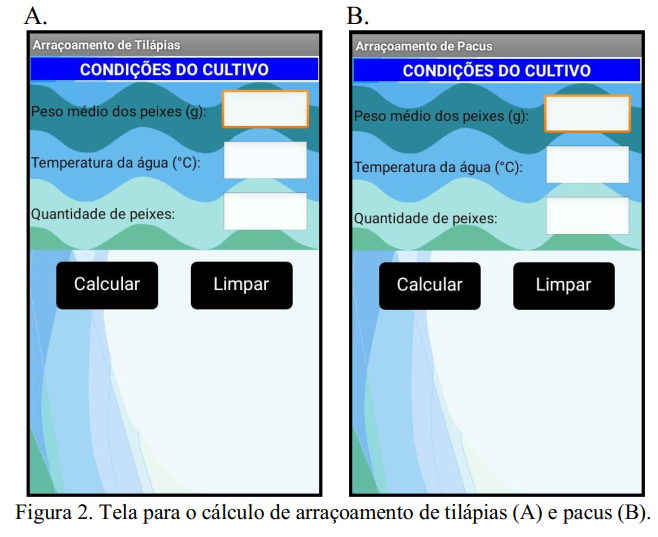 A.
Arraçoamento de Tilápias
CONDIÇÕES DO CULTIVO
Peso médio dos peixes (g):
Temperatura da água (°C):
Quantidade de peixes:
Calcular
Limpar
B.
Arraçoamento de Pacus
CONDIÇÕES DO CULTIVO
Peso médio dos peixes (g):
Temperatura da água (°C):
Quantidade de peixes:
Calcular
Limpar
Figura 2. Tela para o cálculo de arraçoamento de tilápias (A) e pacus (B).